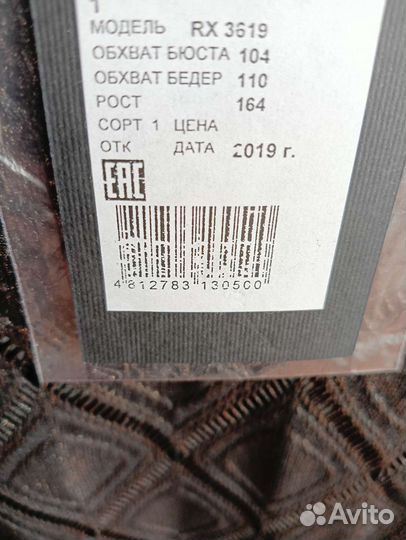 1
МОДЕЛЬ RX 3619
ОБХВАТ БЮСТА 104
ОБХВАТ БЕДЕР 110
РОСТ 164
СОРТ 1 ЦЕНА
ОТК ДАТА 2019 г.
EAC
4 812783 130500
Avito